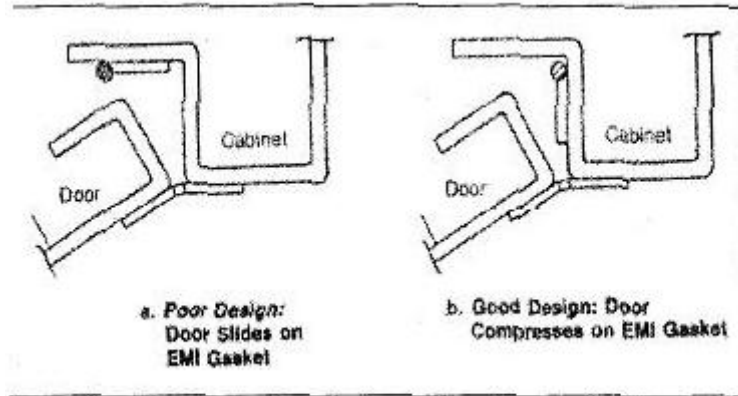 Cabinet
Door
a. Poor Design:
Door Slides on
EMI Gasket
Cabinet
Door
b. Good Design: Door
Compresses on EMI Gasket